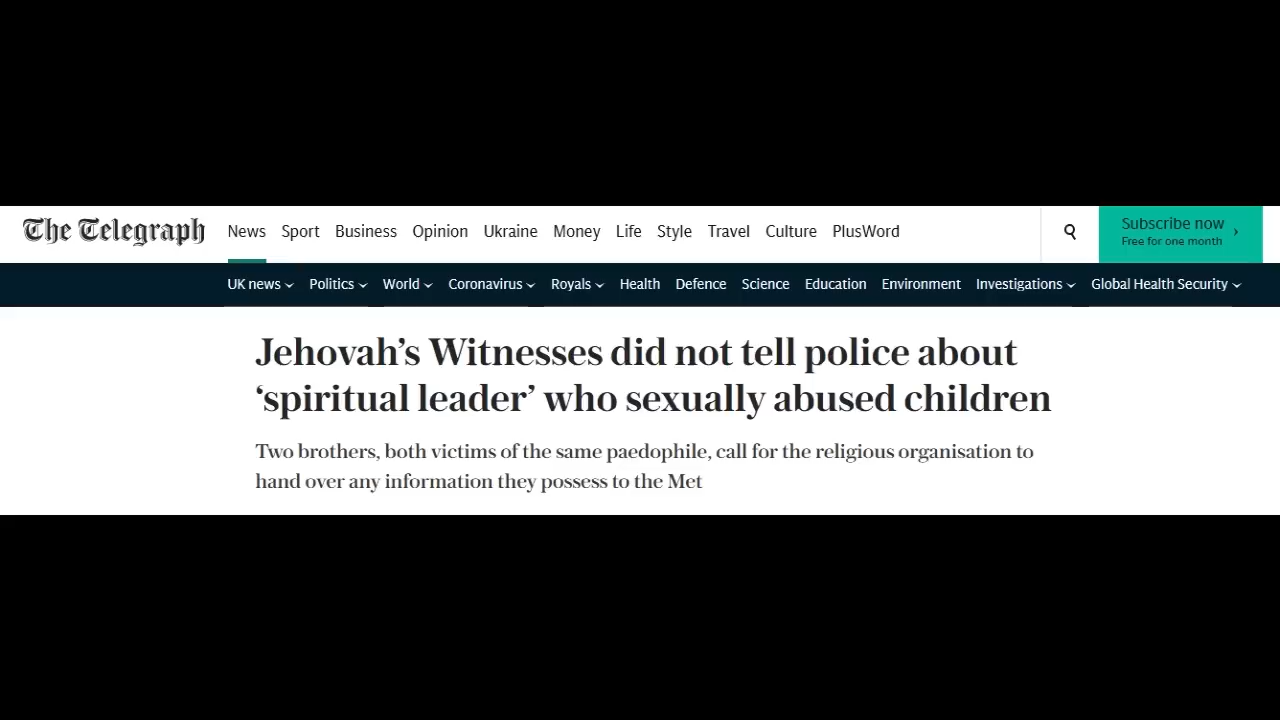 The Telegraph News Sport Business Opinion Ukraine Money Life Style Travel Culture PlusWord Subscribe now
Free for one month
UK news Politics World Coronavirus Royals Health Defence Science Education Environment Investigations Global Health Security
Jehovah's Witnesses did not tell police about
‘spiritual leader’ who sexually abused children
Two brothers, both victims of the same paedophile, call for the religious organisation to
hand over any information they possess to the Met